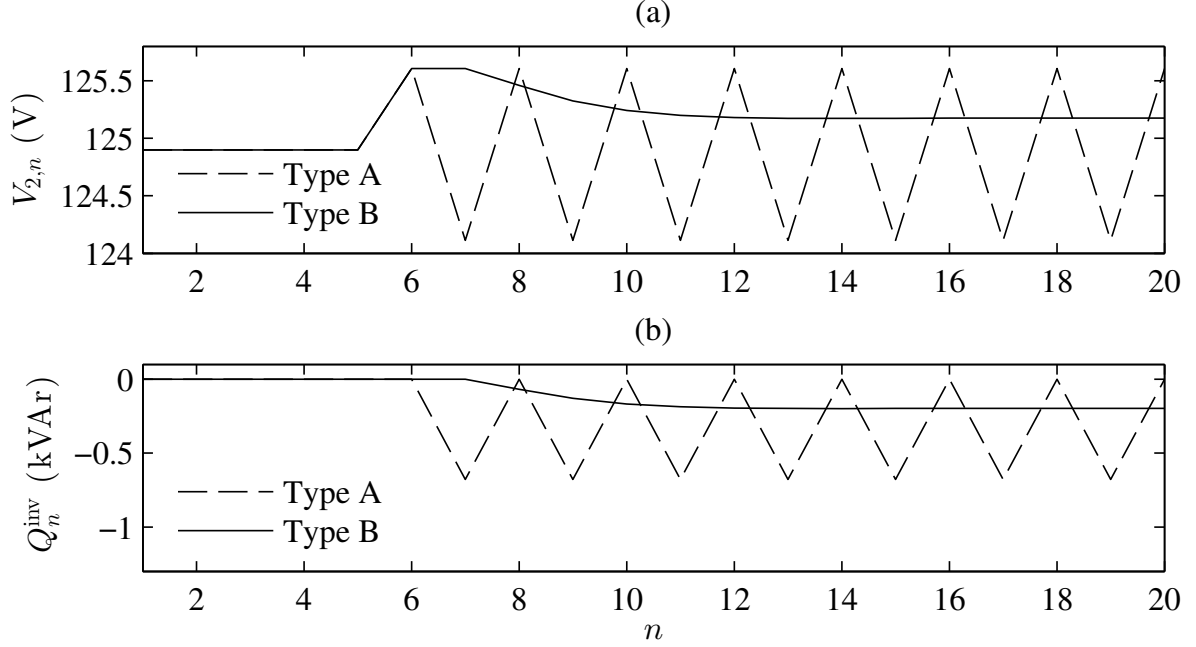 (a)
V2,n (V)
125.5
125
124.5
124
Type A
Type B
2 4 6 8 10 12 14 16 18 20
(b)
Qninv (kVAr)
0
−0.5
−1
Type A
Type B
2 4 6 8 10 12 14 16 18 20
n